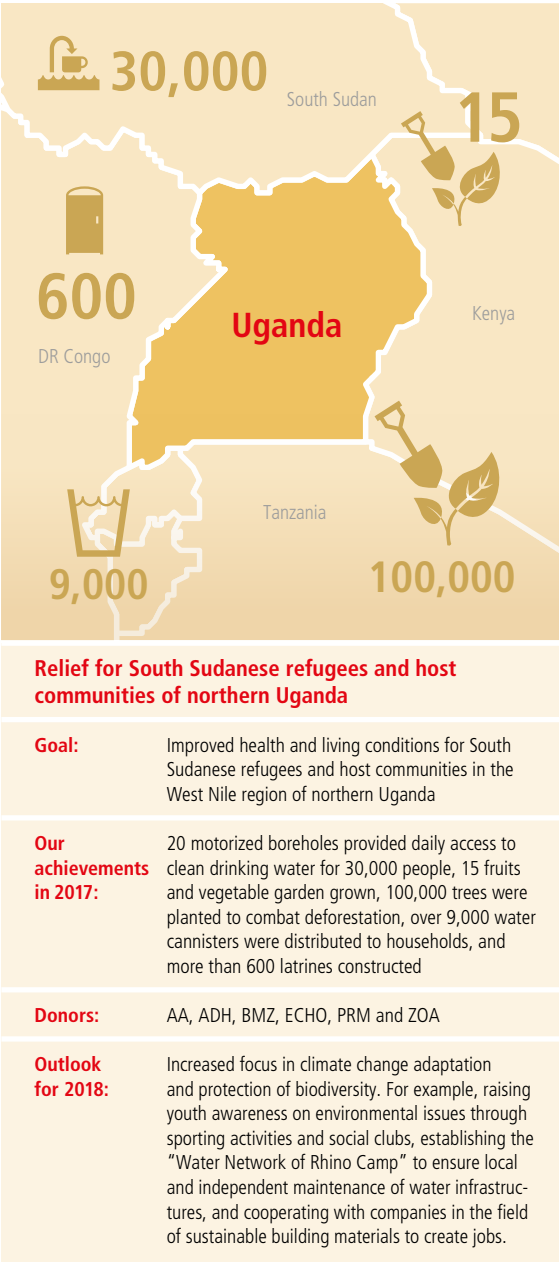 30,000
South Sudan
15
600
Uganda
Kenya
DR Congo
Tanzania
9,000
100,000
Relief for South Sudanese refugees and host
communities of northern Uganda
Goal:
Improved health and living conditions for South
Sudanese refugees and host communities in the
West Nile region of northern Uganda
Our
achievements
in 2017:
20 motorized boreholes provided daily access to
clean drinking water for 30,000 people, 15 fruits
and vegetable garden grown, 100,000 trees were
planted to combat deforestation, over 9,000 water
cannisters were distributed to households, and
more than 600 latrines constructed
Donors:
AA, ADH, BMZ, ECHO, PRM and ZOA
Outlook
for 2018:
Increased focus in climate change adaptation
and protection of biodiversity. For example, raising
youth awareness on environmental issues through
sporting activities and social clubs, establishing the
“Water Network of Rhino Camp” to ensure local
and independent maintenance of water infrastruc-
tures, and cooperating with companies in the field
of sustainable building materials to create jobs.